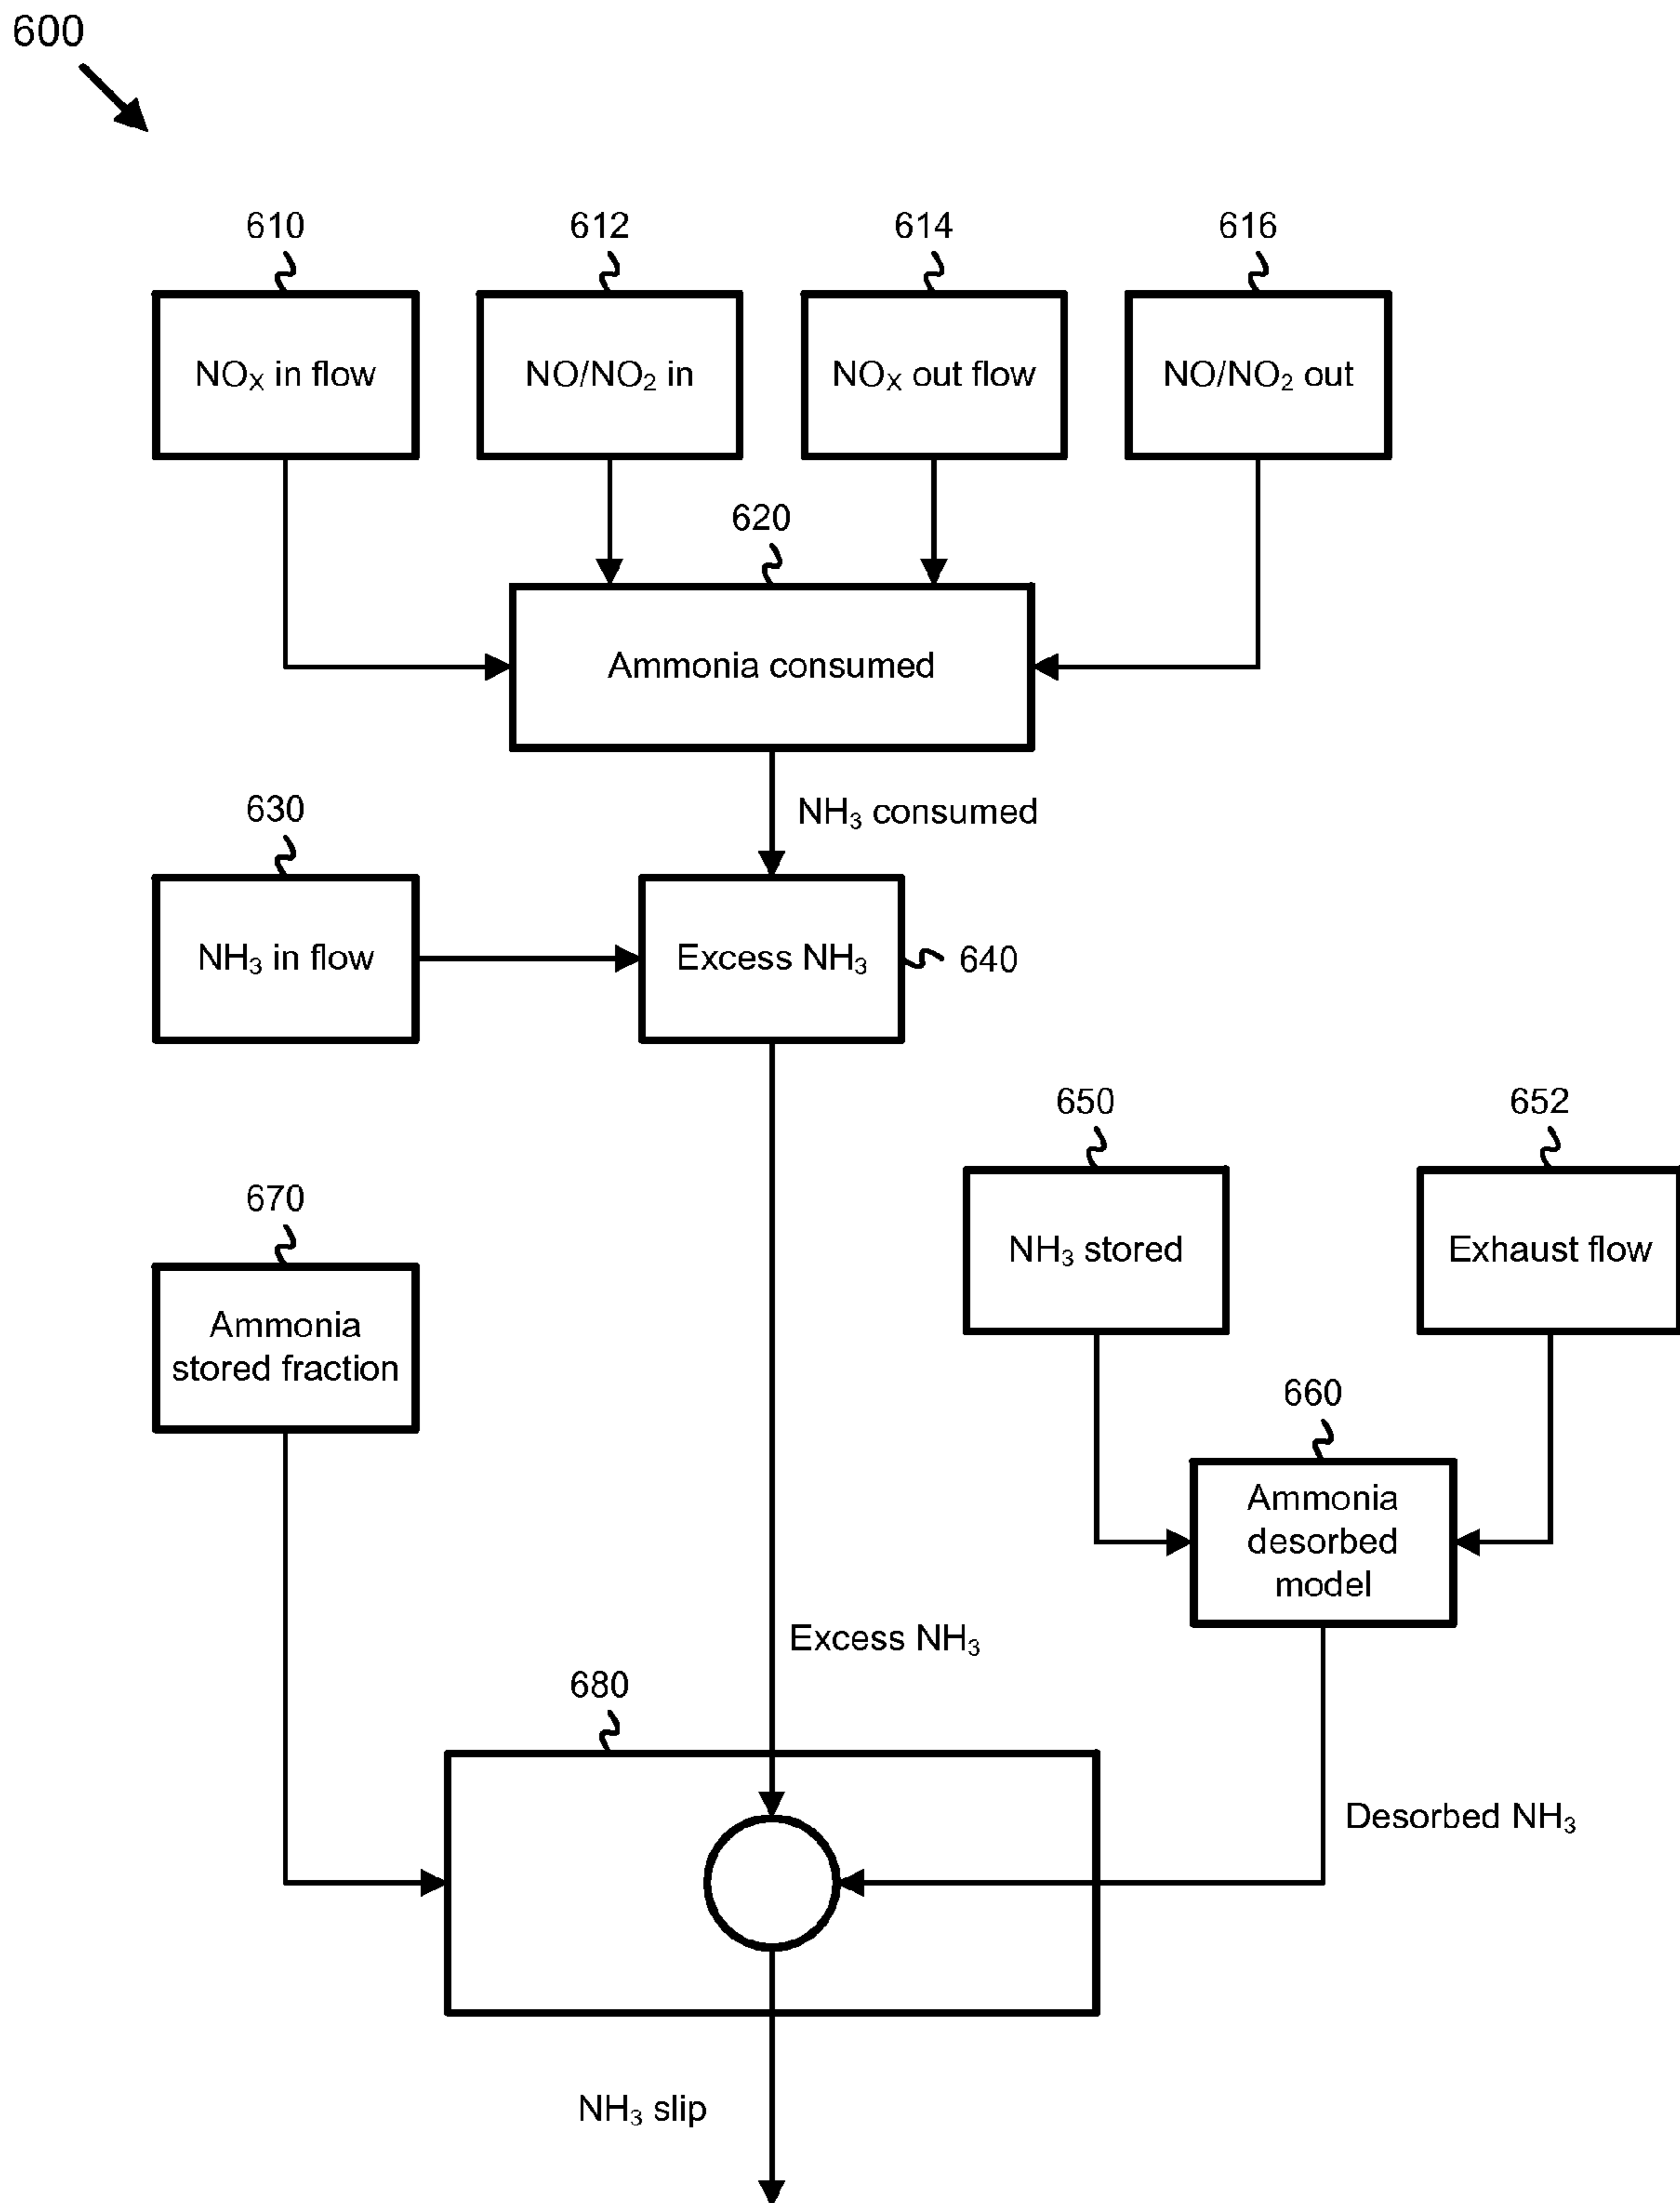 600
610
612
614
616
NOX in flow
NO/NO2 in
NOX out flow
NO/NO2 out
620
Ammonia consumed
NH3 consumed
630
NH3 in flow
Excess NH3
640
650
652
NH3 stored
Exhaust flow
670
Ammonia
stored fraction
660
Ammonia
desorbed
model
Excess NH3
680
Desorbed NH3
NH3 slip